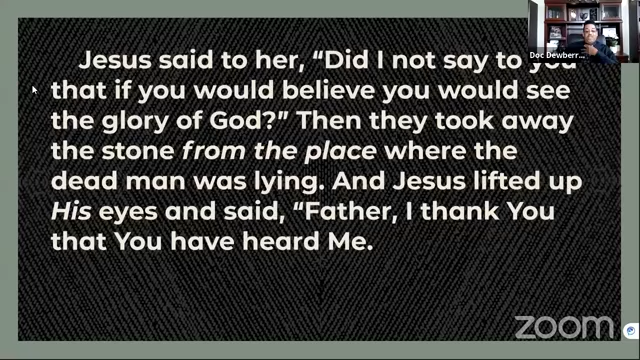 Doc Dewberr...
Jesus said to her, “Did I not say to you
that if you would believe you would see
the glory of God?” Then they took away
the stone from the place where the
dead man was lying. And Jesus lifted up
His eyes and said, “Father, I thank You
that You have heard Me.
zoom